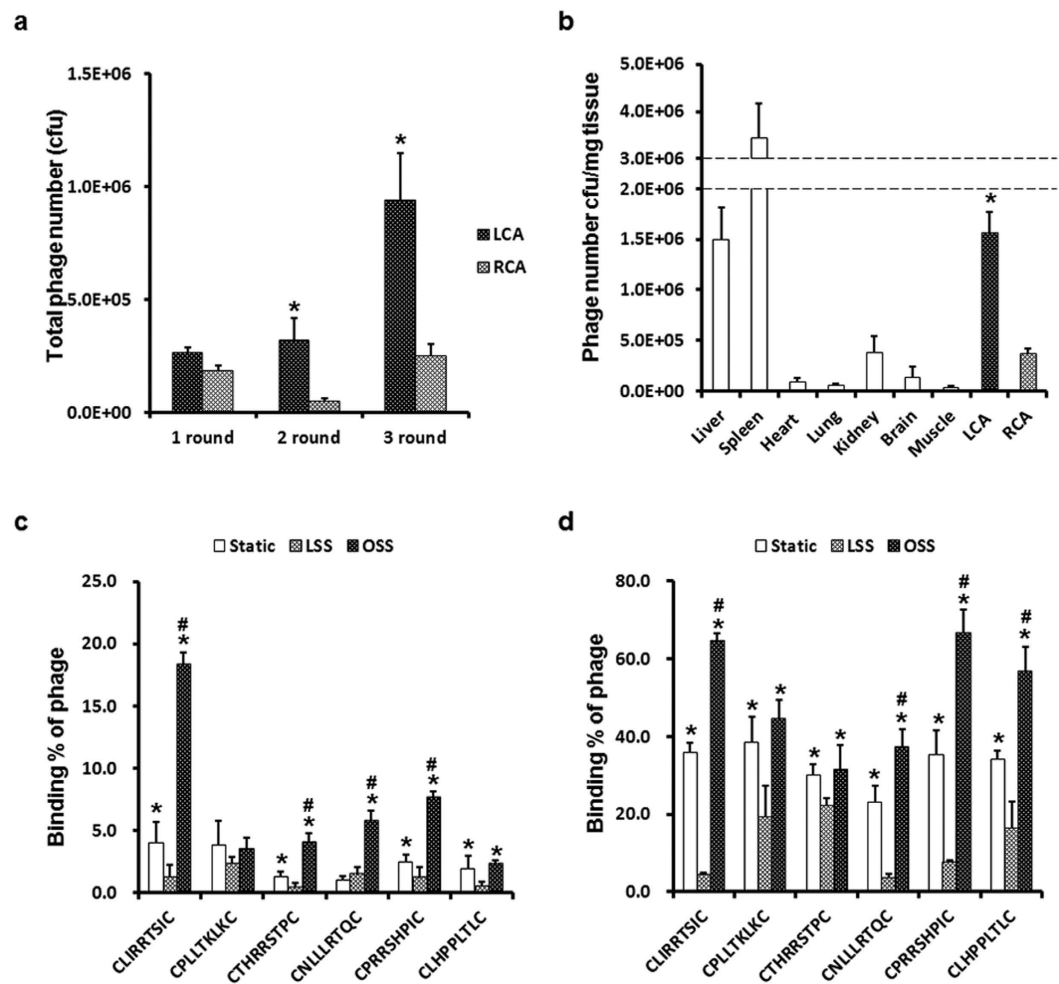 a
Total phage number (cfu)
1.5E+06
1.0E+06
5.0E+05
0.0E+00
*
*
1 round 2 round 3 round
LCA
RCA
b
Phage number cfu/mg tissue
5.0E+06
4.0E+06
3.0E+06
2.0E+06
1.5E+06
1.0E+06
5.0E+05
0.0E+00
*
Liver Spleen Heart Lung Kidney Brain Muscle LCA RCA
c
Static LSS OSS
Binding % of phage
25.0
20.0
15.0
10.0
5.0
0.0
* # *
* # *
# *
* # *
* *
CLIRRTSIC CPLLTKLKC CTHRRSTPC CNLLLRTQC CPRRSHPIC CLHPPLTLC
d
Static LSS OSS
Binding % of phage
80.0
60.0
40.0
20.0
0.0
* # *
* *
* *
* # *
* # *
* # *
CLIRRTSIC CPLLTKLKC CTHRRSTPC CNLLLRTQC CPRRSHPIC CLHPPLTLC